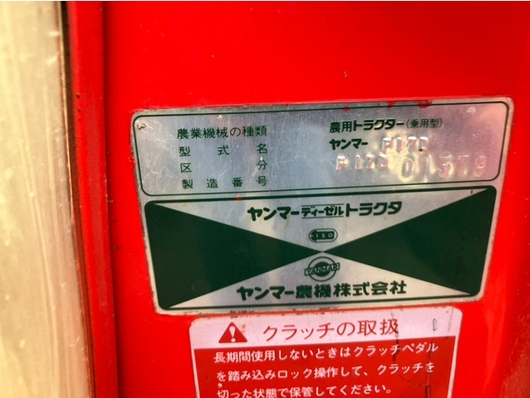 農業機械の種類 農用トラクター(乗用型)
型式名 ヤンマー F17D
区分
製造番号
ヤンマーディーゼルトラクタ
YANMAR
ヤンマー農機株式会社
クラッチの取扱
長期間使用しないときはクラッチペダル
を踏み込みロック操作して、クラッチを
切った状態で保管してください。